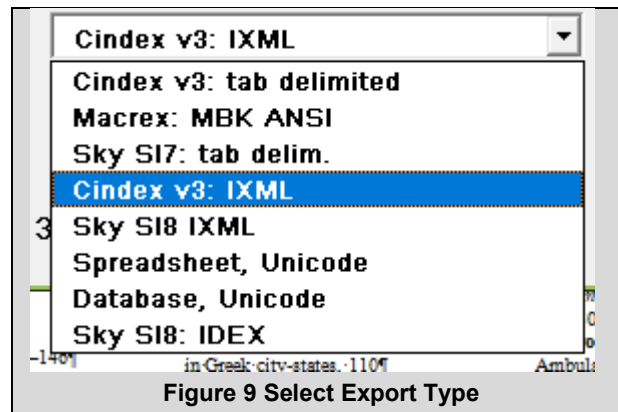 Cindex v3: IXML
Cindex v3: tab delimited
Macrex: MBK ANSI
Sky SI7: tab delim.
Cindex v3: IXML
3
Sky SI8 IXML
Spreadsheet, Unicode
Database, Unicode
Sky SI8: IDEX
in·Greek·city-states.·110¶
Ambula
Figure 9 Select Export Type